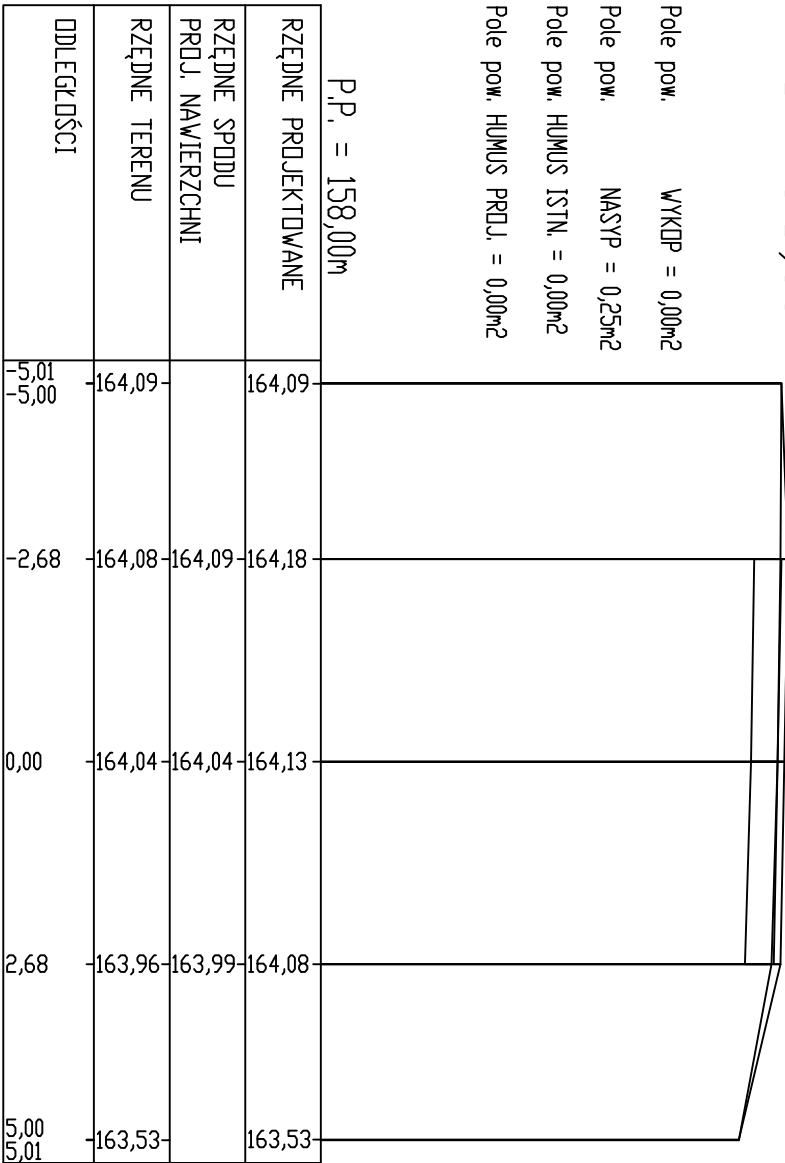 Pole pow. WYKOP = 0,00m2
Pole pow. NASYP = 0,25m2
Pole pow. HUMUS ISTN. = 0,00m2
Pole pow. HUMUS PROJ. = 0,00m2
P.P. = 158,00m
RZĘDNE PROJEKTOWANE 164,09 164,18 164,13 164,08 163,53
RZĘDNE SPODU
PROJ. NAWIERZCHNI 164,09 164,04 163,99
RZĘDNE TERENU 164,09 164,08 164,04 163,96 163,53
ODLEGŁOŚCI -5,01 -5,00 -2,68 0,00 2,68 5,00 5,01